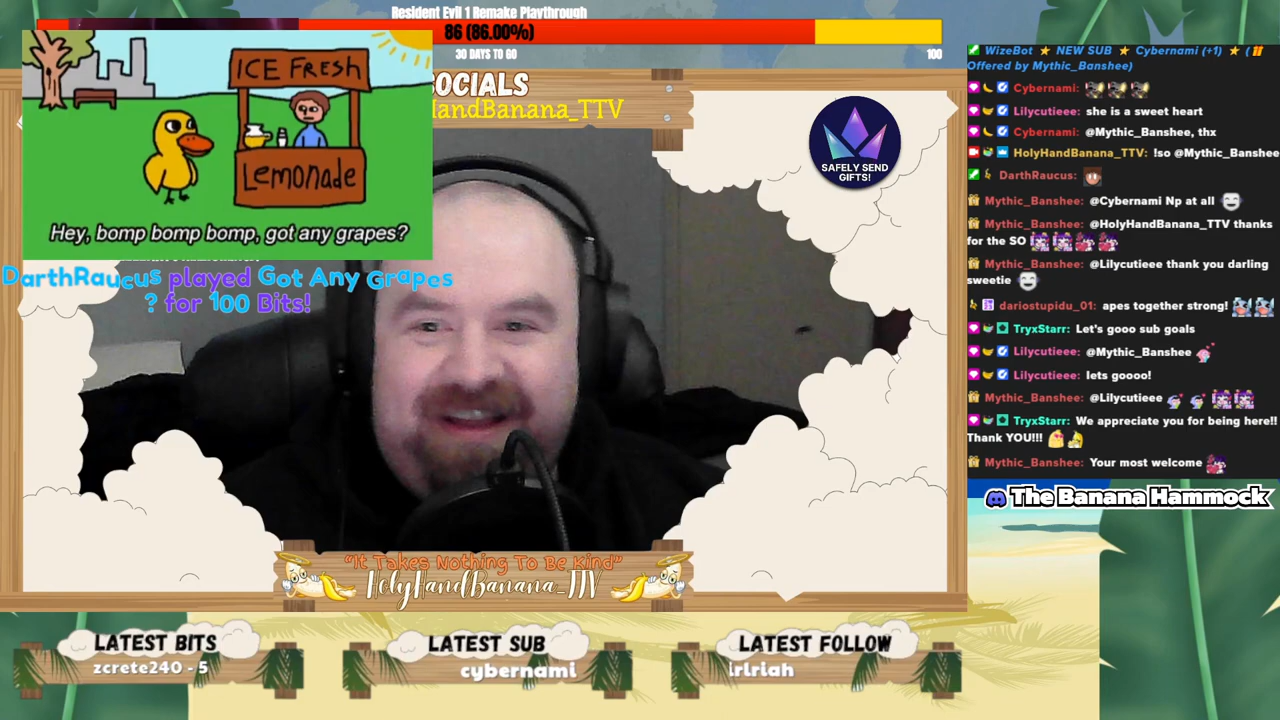 Resident Evil 1 Remake Playthrough
86 (86.00%)
30 DAYS TO GO
100
SOCIALS
HandBanana_TTV
ICE FResh
Lemonade
Hey, bomp bomp bomp, got any grapes?
DarthRaucus played Got Any Grapes
? for 100 Bits!
SAFELY SEND
GIFTS!
"It Takes Nothing To Be Kind"
HolyHandBanana_TTV
WizeBot ★ NEW SUB ★ Cybernami (+1) ★ (
Offered by Mythic_Banshee)
Cybernami:
Lilycutieee: she is a sweet heart
Cybernami: @Mythic_Banshee, thx
HolyHandBanana_TTV: !so @Mythic_Banshee
DarthRaucus:
Mythic_Banshee: @Cybernami Np at all
Mythic_Banshee: @HolyHandBanana_TTV thanks
for the SO
Mythic_Banshee: @Lilycutieee thank you darling
sweetie
dariostupidu_01: apes together strong!
TryxStarr: Let's gooo sub goals
Lilycutieee: @Mythic_Banshee
Lilycutieee: lets goooo!
Mythic_Banshee: @Lilycutieee
TryxStarr: We appreciate you for being here!!
Thank YOU!!!
Mythic_Banshee: Your most welcome
The Banana Hammock
LATEST BITS
zcrete240 - 5
LATEST SUB
cybernami
LATEST FOLLOW
irlriah